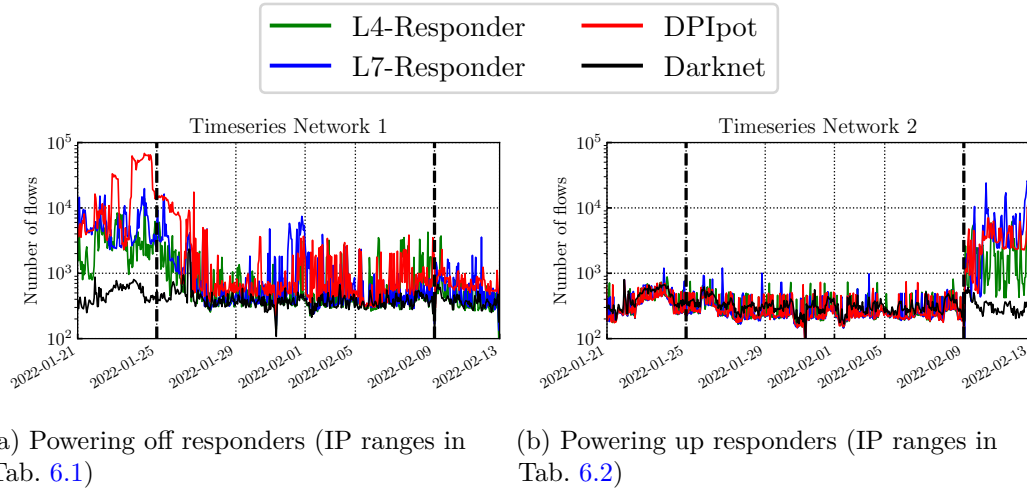 L4-Responder
DPIpot
L7-Responder
Darknet
Timeseries Network 1
Timeseries Network 2
Number of flows
10^5
10^4
10^3
10^2
2022-01-21
2022-01-25
2022-01-29
2022-02-01
2022-02-05
2022-02-09
2022-02-13
Number of flows
10^5
10^4
10^3
10^2
2022-01-21
2022-01-25
2022-01-29
2022-02-01
2022-02-05
2022-02-09
2022-02-13
a) Powering off responders (IP ranges in
Tab. 6.1)
(b) Powering up responders (IP ranges in
Tab. 6.2)